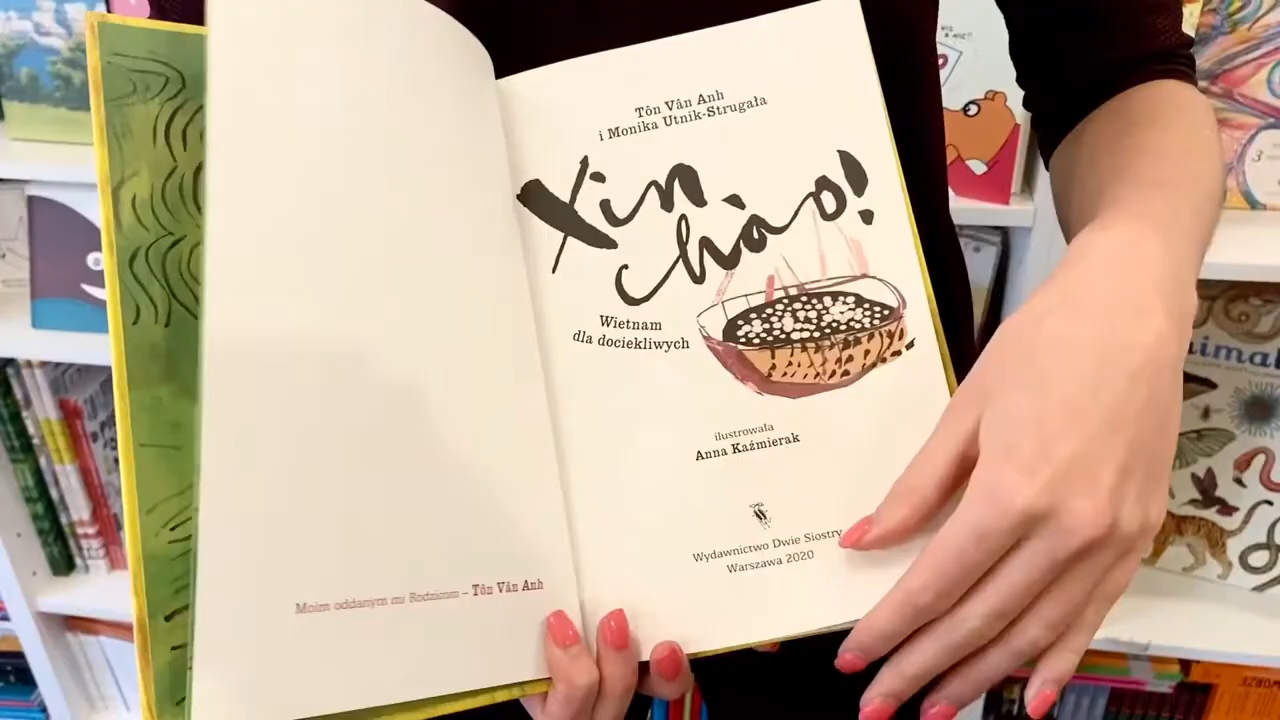 Moim oddanym mi Rodzicom – Tôn Vân Anh
Tôn Vân Anh
i Monika Utnik-Strugała
Xin
chào!
Wietnam
dla dociekliwych
ilustrowała
Anna Kaźmierak
Wydawnictwo Dwie Siostry
Warszawa 2020